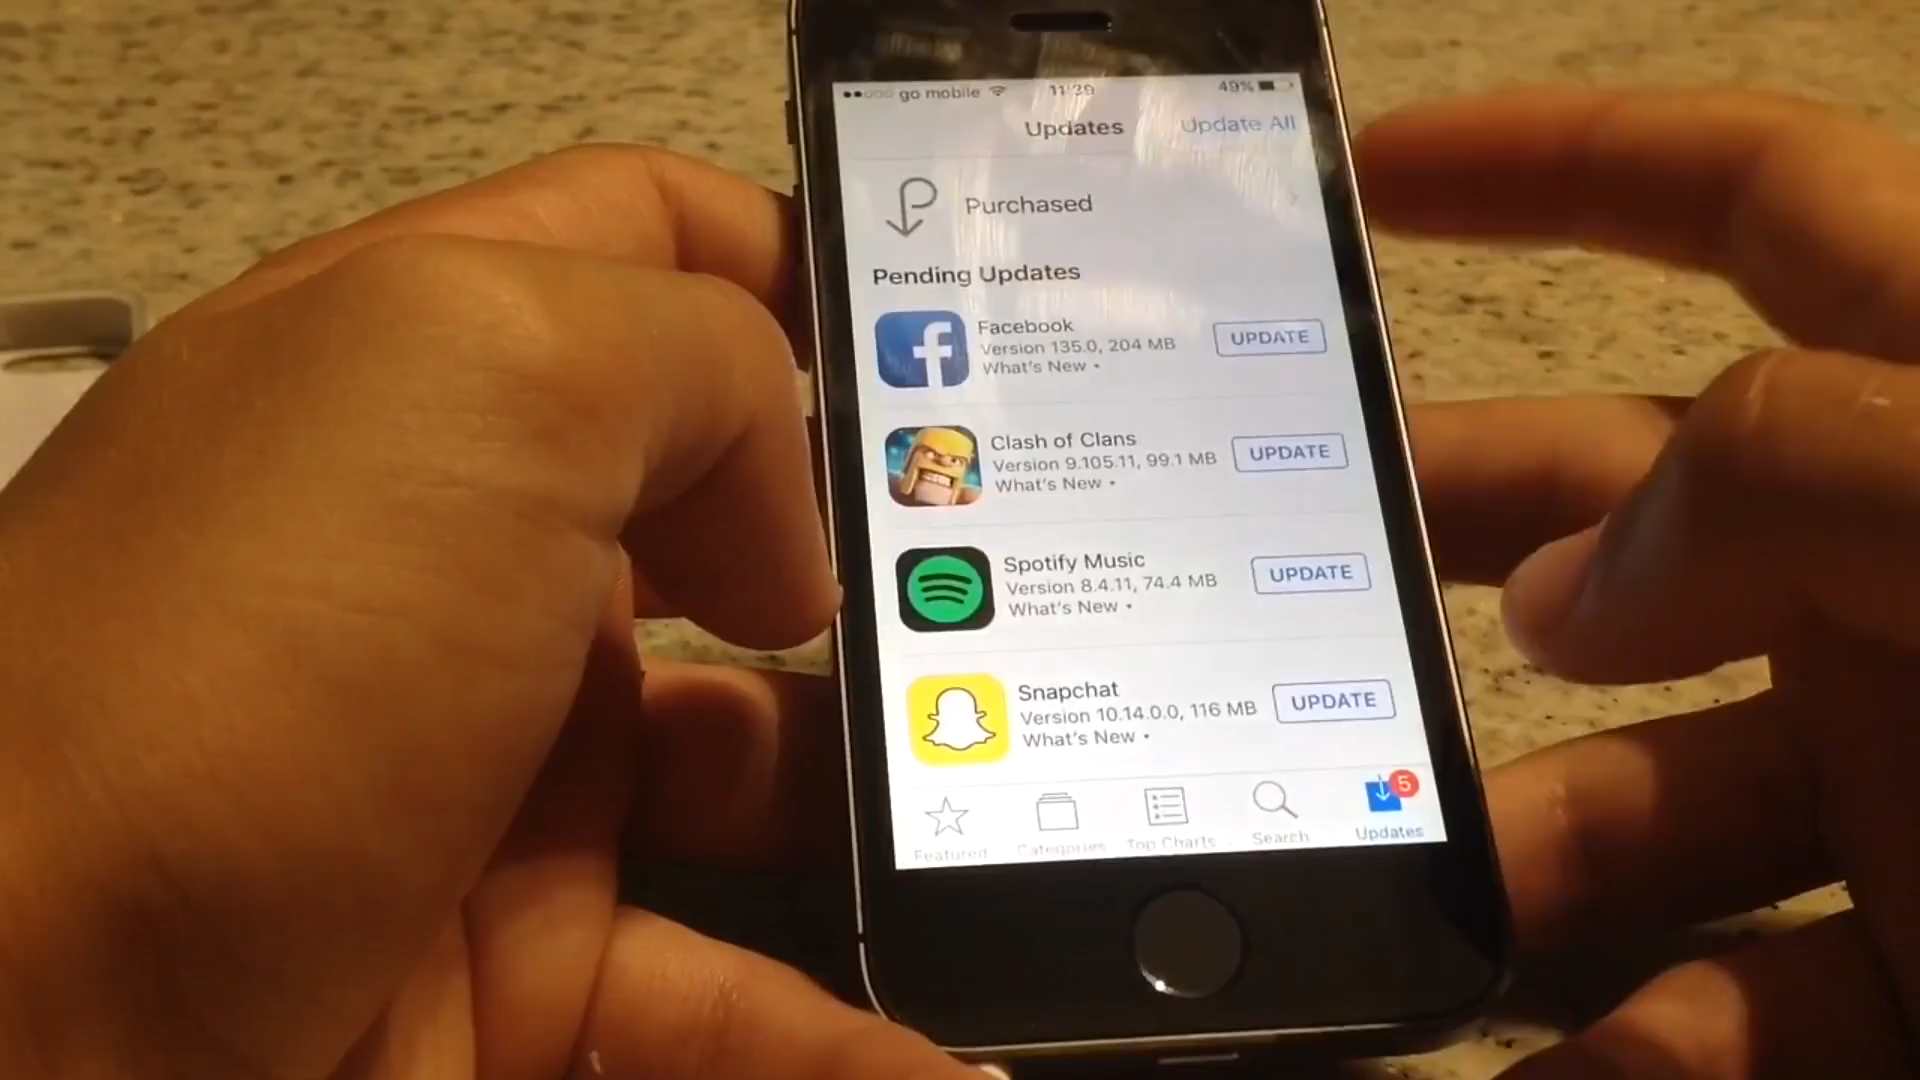 go mobile 11:39 49%
Updates Update All
Purchased
Pending Updates
Facebook
Version 135.0, 204 MB
What's New
UPDATE
Clash of Clans
Version 9.105.11, 99.1 MB
What's New
UPDATE
Spotify Music
Version 8.4.11, 74.4 MB
What's New
UPDATE
Snapchat
Version 10.14.0.0, 116 MB
What's New
UPDATE
5
Featured Categories Top Charts Search Updates